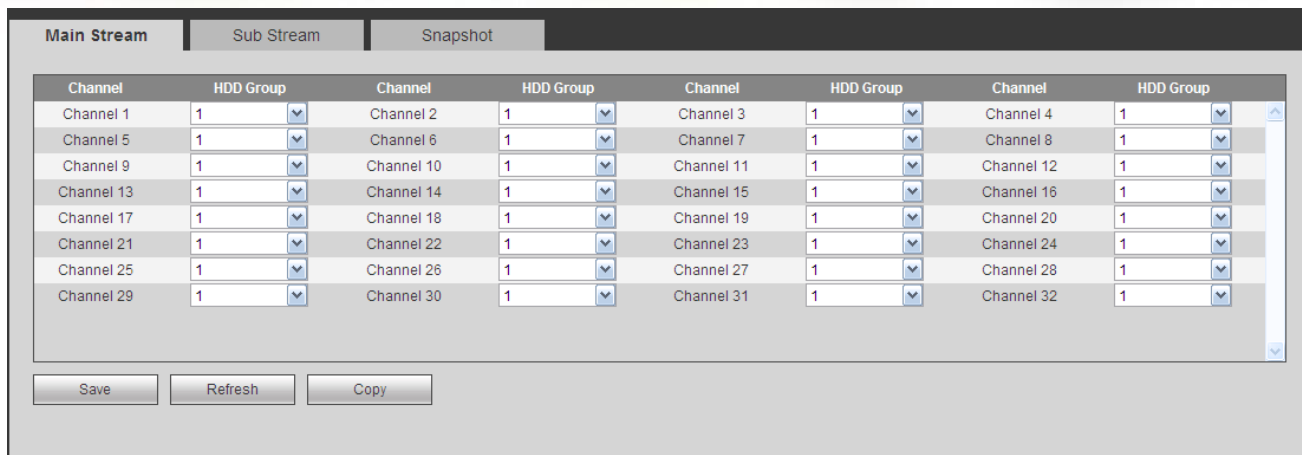 Main Stream Sub Stream Snapshot
Channel HDD Group Channel HDD Group Channel HDD Group Channel HDD Group
Channel 1 1 Channel 2 1 Channel 3 1 Channel 4 1
Channel 5 1 Channel 6 1 Channel 7 1 Channel 8 1
Channel 9 1 Channel 10 1 Channel 11 1 Channel 12 1
Channel 13 1 Channel 14 1 Channel 15 1 Channel 16 1
Channel 17 1 Channel 18 1 Channel 19 1 Channel 20 1
Channel 21 1 Channel 22 1 Channel 23 1 Channel 24 1
Channel 25 1 Channel 26 1 Channel 27 1 Channel 28 1
Channel 29 1 Channel 30 1 Channel 31 1 Channel 32 1
Save Refresh Copy